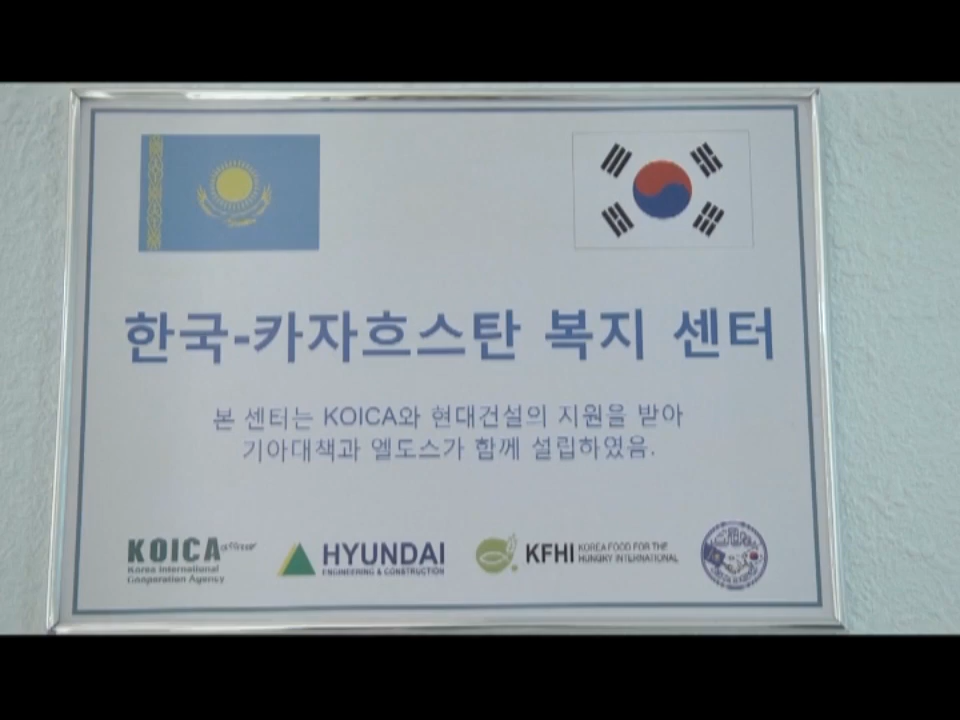 한국-카자흐스탄 복지 센터
본 센터는 KOICA와 현대건설의 지원을 받아
기아대책과 엘도스가 함께 설립하였음.
KOICA
Korea International
Cooperation Agency
HYUNDAI
ENGINEERING & CONSTRUCTION
KFHI
KOREA FOOD FOR THE
HUNGRY INTERNATIONAL